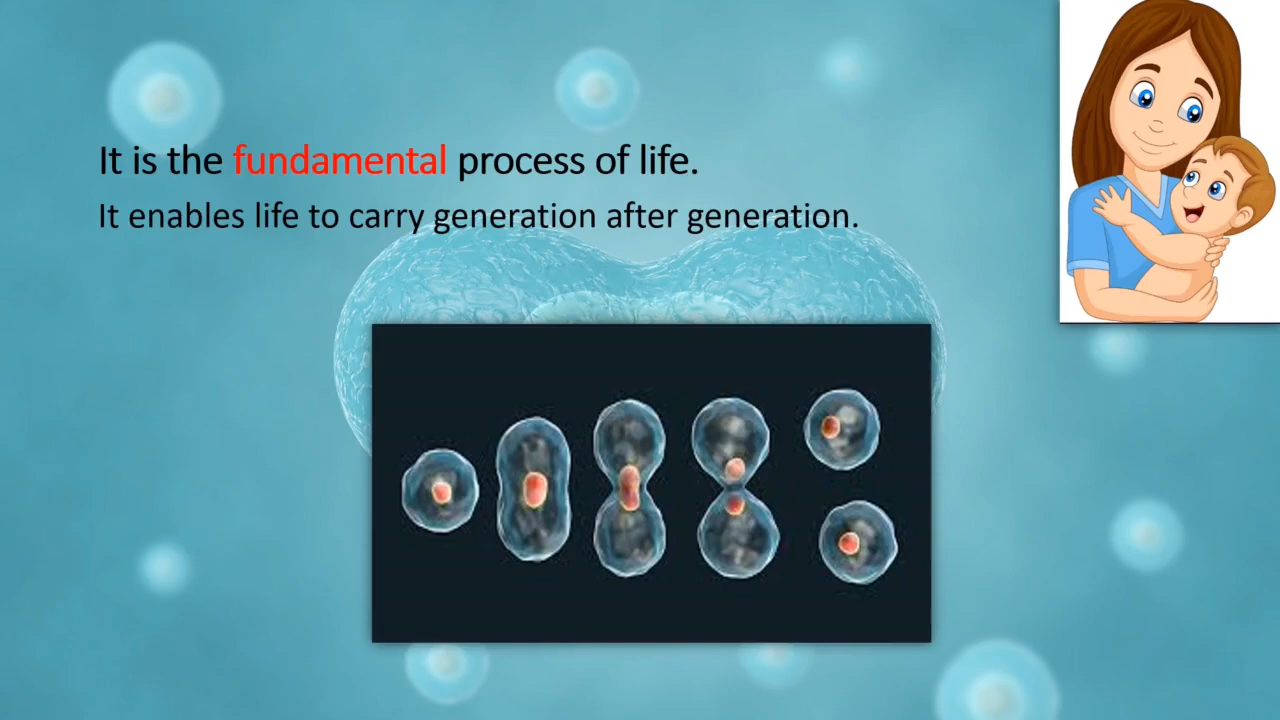 It is the fundamental process of life.
It enables life to carry generation after generation.